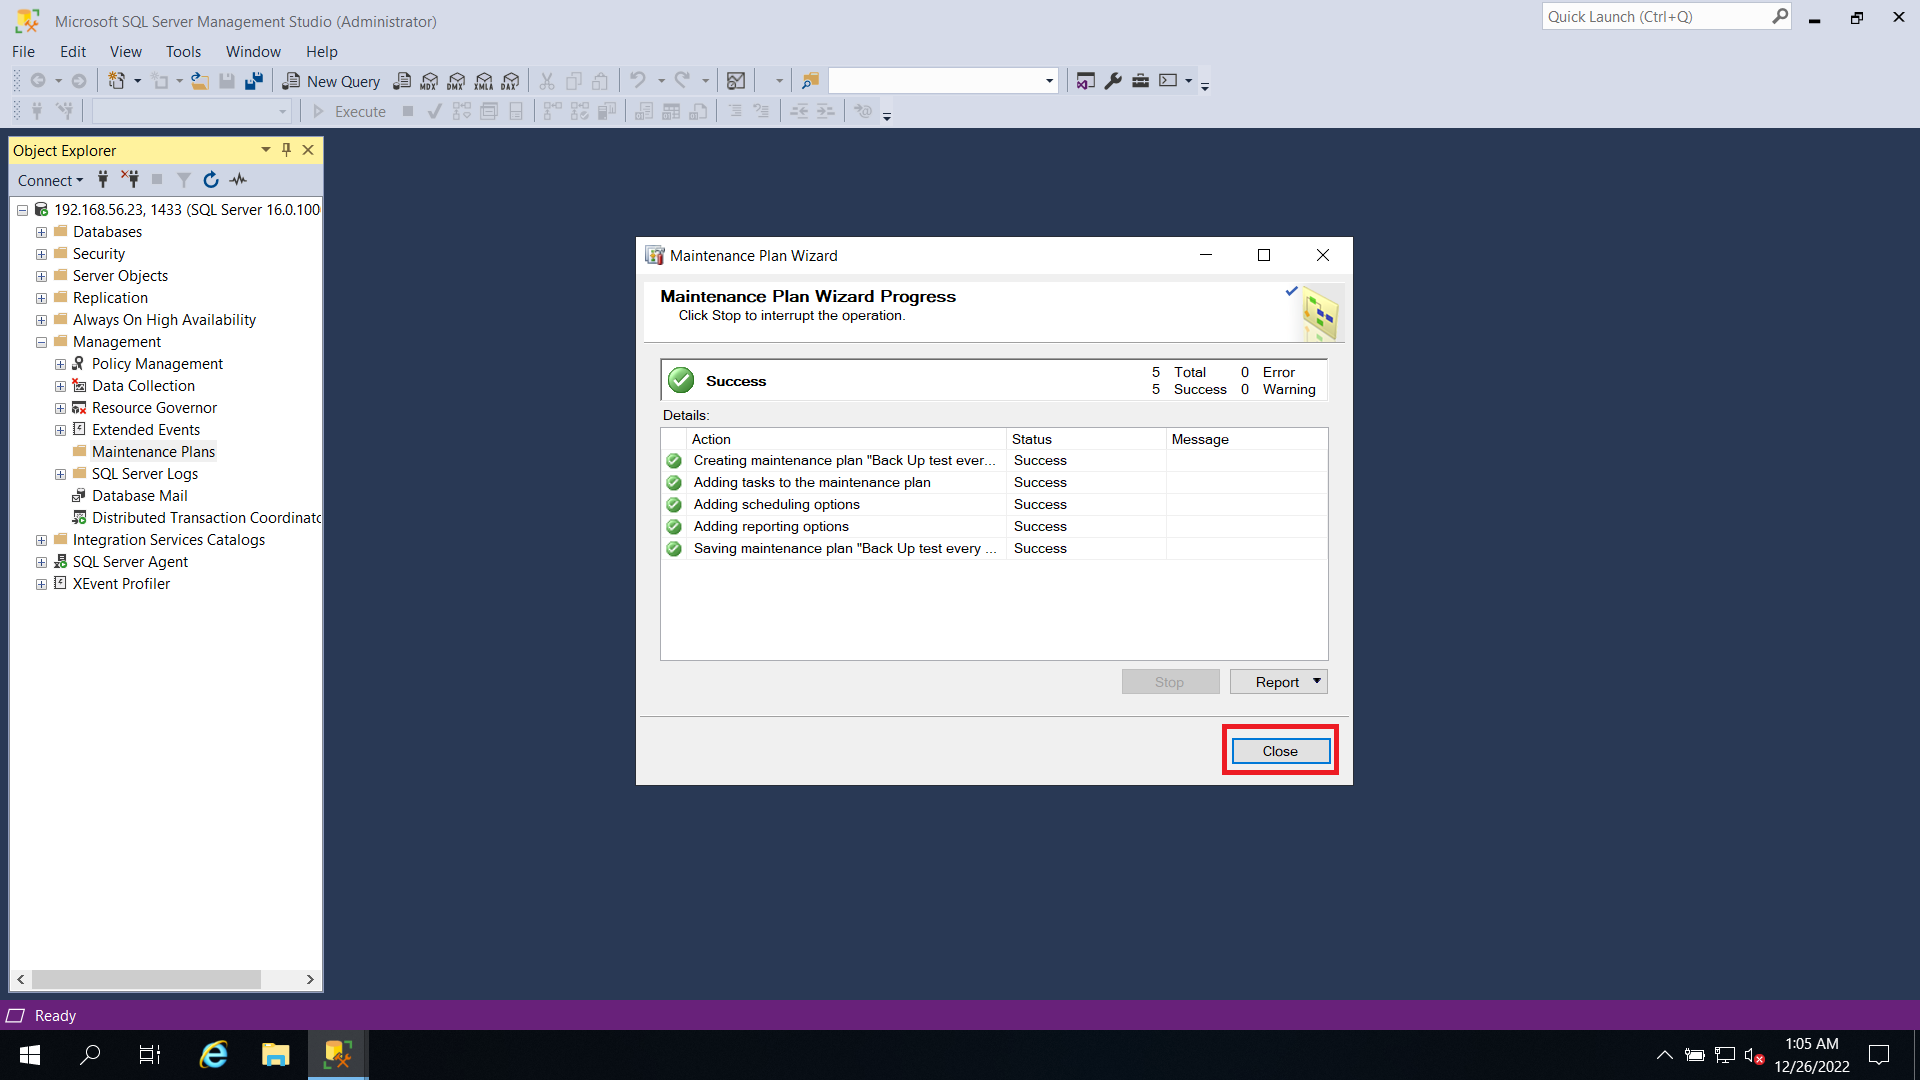 Microsoft SQL Server Management Studio (Administrator)
Quick Launch (Ctrl+Q)
File Edit View Tools Window Help
New Query
MDX DMX XMLA DAX
Execute
Object Explorer
Connect
192.168.56.23, 1433 (SQL Server 16.0.100
Databases
Security
Server Objects
Replication
Always On High Availability
Management
Policy Management
Data Collection
Resource Governor
Extended Events
Maintenance Plans
SQL Server Logs
Database Mail
Distributed Transaction Coordinato
Integration Services Catalogs
SQL Server Agent
XEvent Profiler
Maintenance Plan Wizard
Maintenance Plan Wizard Progress
Click Stop to interrupt the operation.
Success
5 Total 0 Error
5 Success 0 Warning
Details:
Action Status Message
Creating maintenance plan "Back Up test ever... Success
Adding tasks to the maintenance plan Success
Adding scheduling options Success
Adding reporting options Success
Saving maintenance plan "Back Up test every ... Success
Stop Report
Close
Ready
1:05 AM
12/26/2022